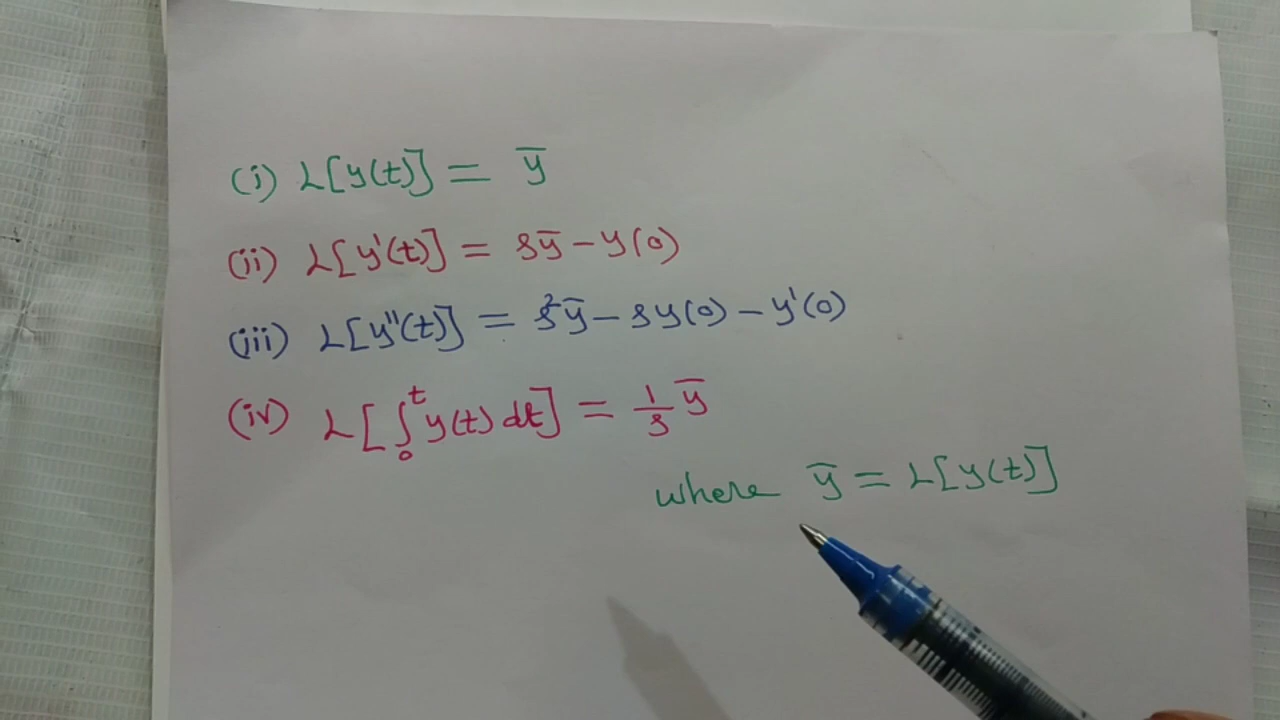 (i) L[y(t)] = ȳ
(ii) L[y'(t)] = sȳ - y(0)
(iii) L[y''(t)] = s²ȳ - sy(0) - y'(0)
(iv) L[∫₀ᵗ y(t) dt] = 1/s ȳ
where ȳ = L[y(t)]